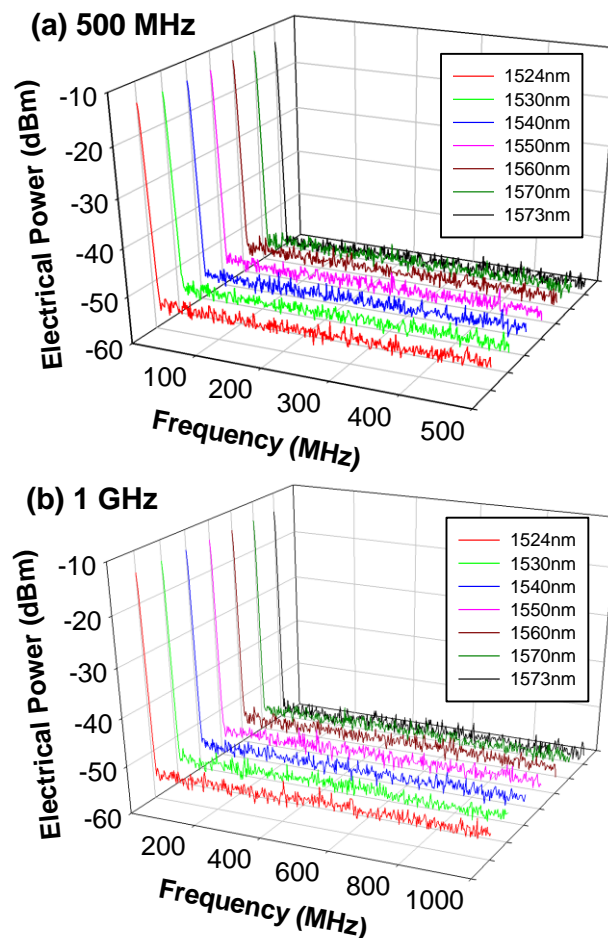 (a) 500 MHz
1524nm
1530nm
1540nm
1550nm
1560nm
1570nm
1573nm
-10
-20
-30
-40
-50
-60
Electrical Power (dBm)
100
200
300
400
500
Frequency (MHz)
(b) 1 GHz
1524nm
1530nm
1540nm
1550nm
1560nm
1570nm
1573nm
-10
-20
-30
-40
-50
-60
Electrical Power (dBm)
200
400
600
800
1000
Frequency (MHz)